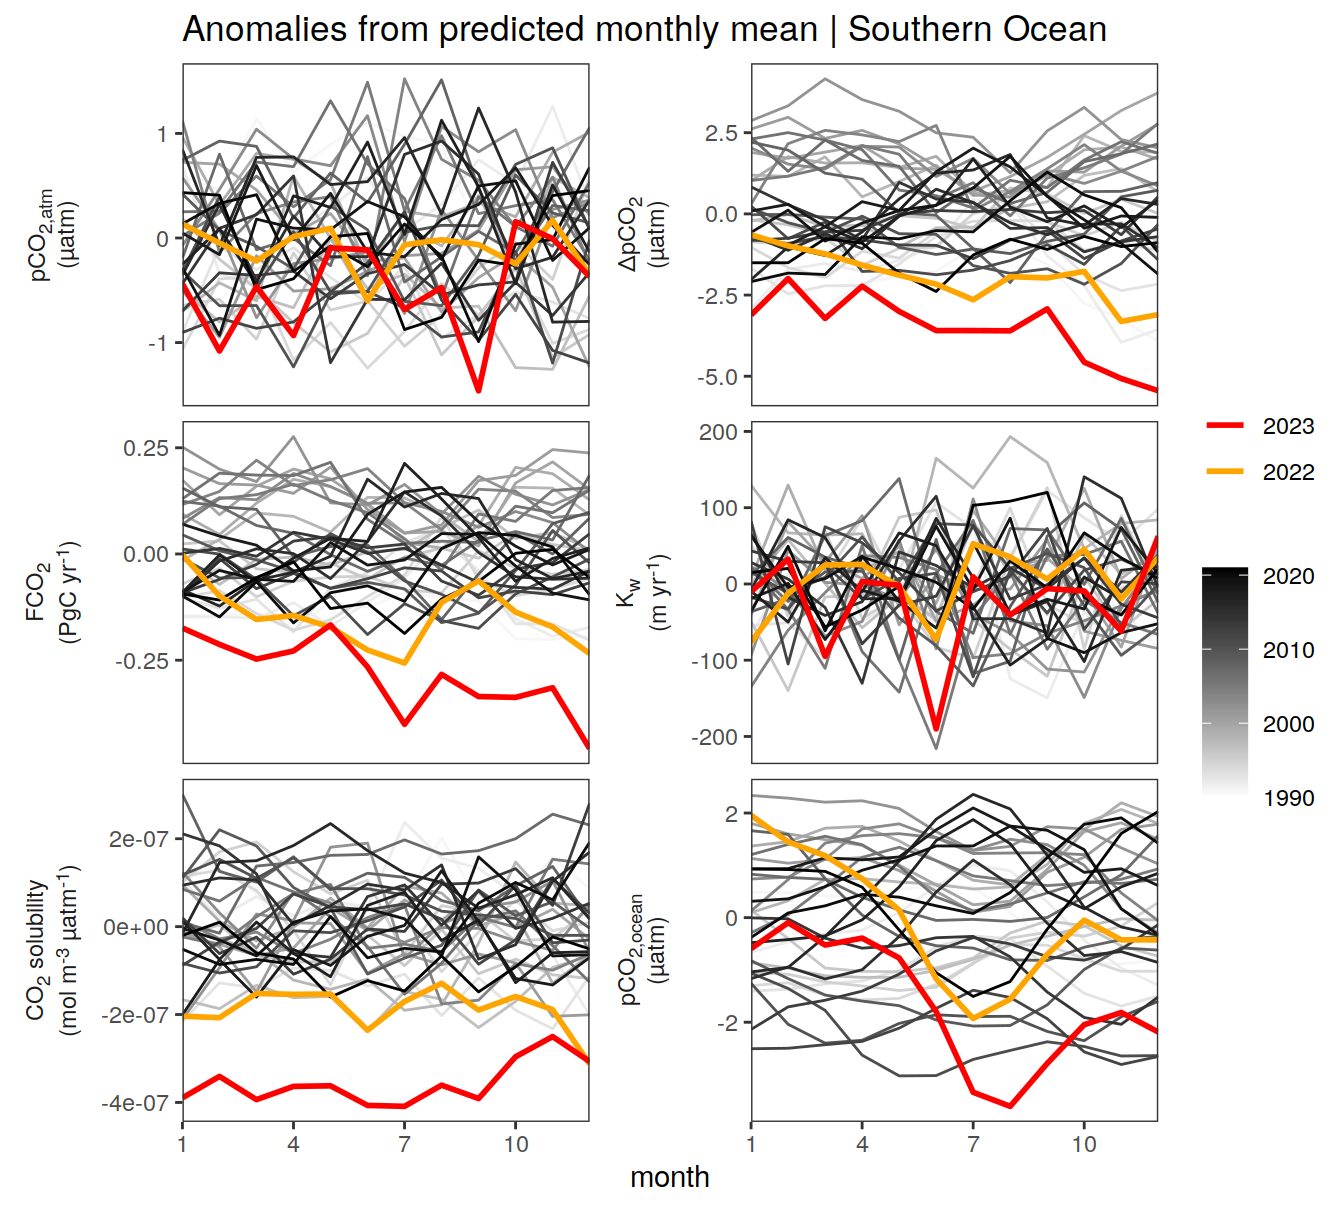 Anomalies from predicted monthly mean | Southern Ocean
pCO2,atm
(µatm)
1
0
-1
ΔpCO2
(µatm)
2.5
0.0
-2.5
-5.0
FCO2
(PgC yr-1)
0.25
0.00
-0.25
Kw
(m yr-1)
200
100
0
-100
-200
CO2 solubility
(mol m-3 µatm-1)
2e-07
0e+00
-2e-07
-4e-07
1 4 7 10
pCO2,ocean
(µatm)
2
0
-2
1 4 7 10
month
2023
2022
2020
2010
2000
1990